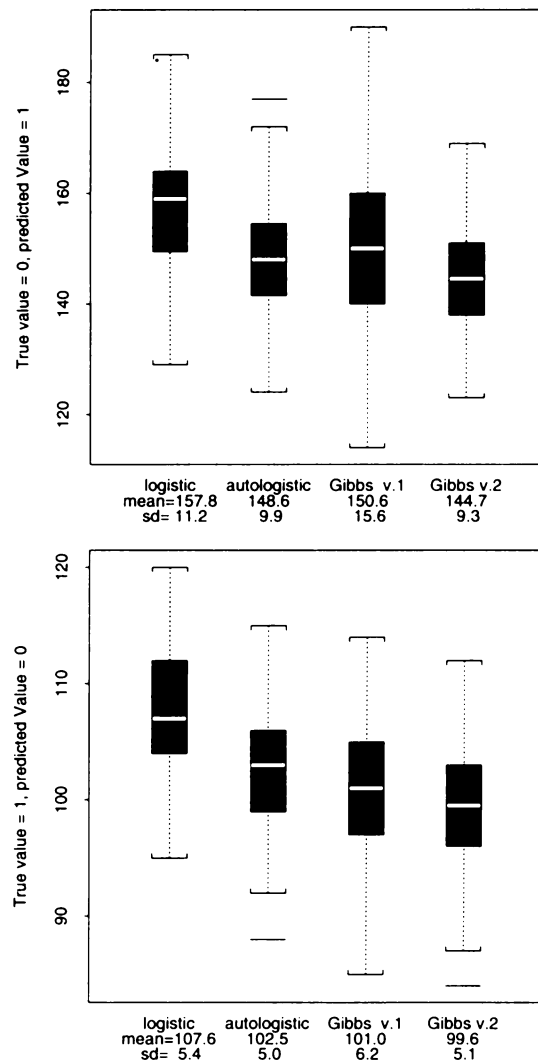 True value = 0, predicted Value = 1
180
160
140
120
logistic autologistic Gibbs v.1 Gibbs v.2
mean=157.8 148.6 150.6 144.7
sd= 11.2 9.9 15.6 9.3
True value = 1, predicted Value = 0
120
110
100
90
logistic autologistic Gibbs v.1 Gibbs v.2
mean=107.6 102.5 101.0 99.6
sd= 5.4 5.0 6.2 5.1